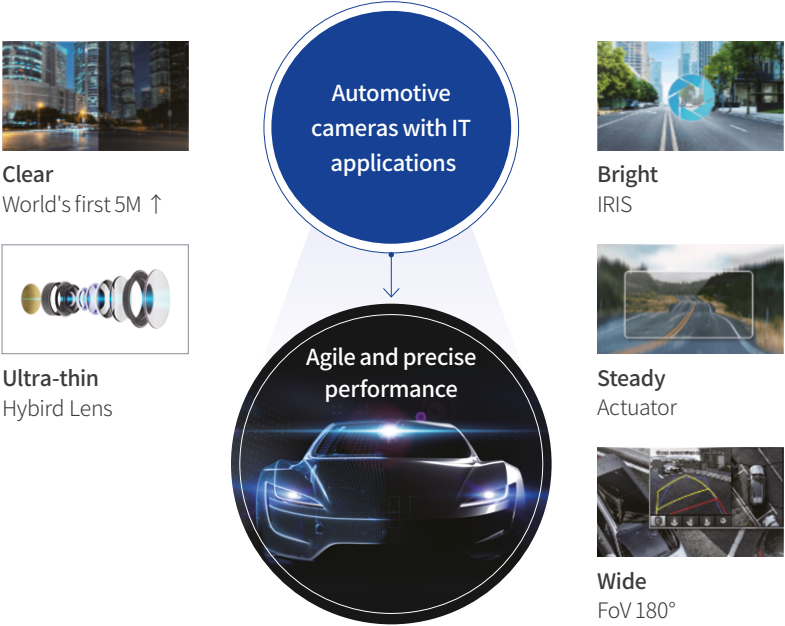 Automotive
cameras with IT
applications
Clear
World's first 5M ↑
Ultra-thin
Hybird Lens
Agile and precise
performance
Bright
IRIS
Steady
Actuator
Wide
FoV 180°